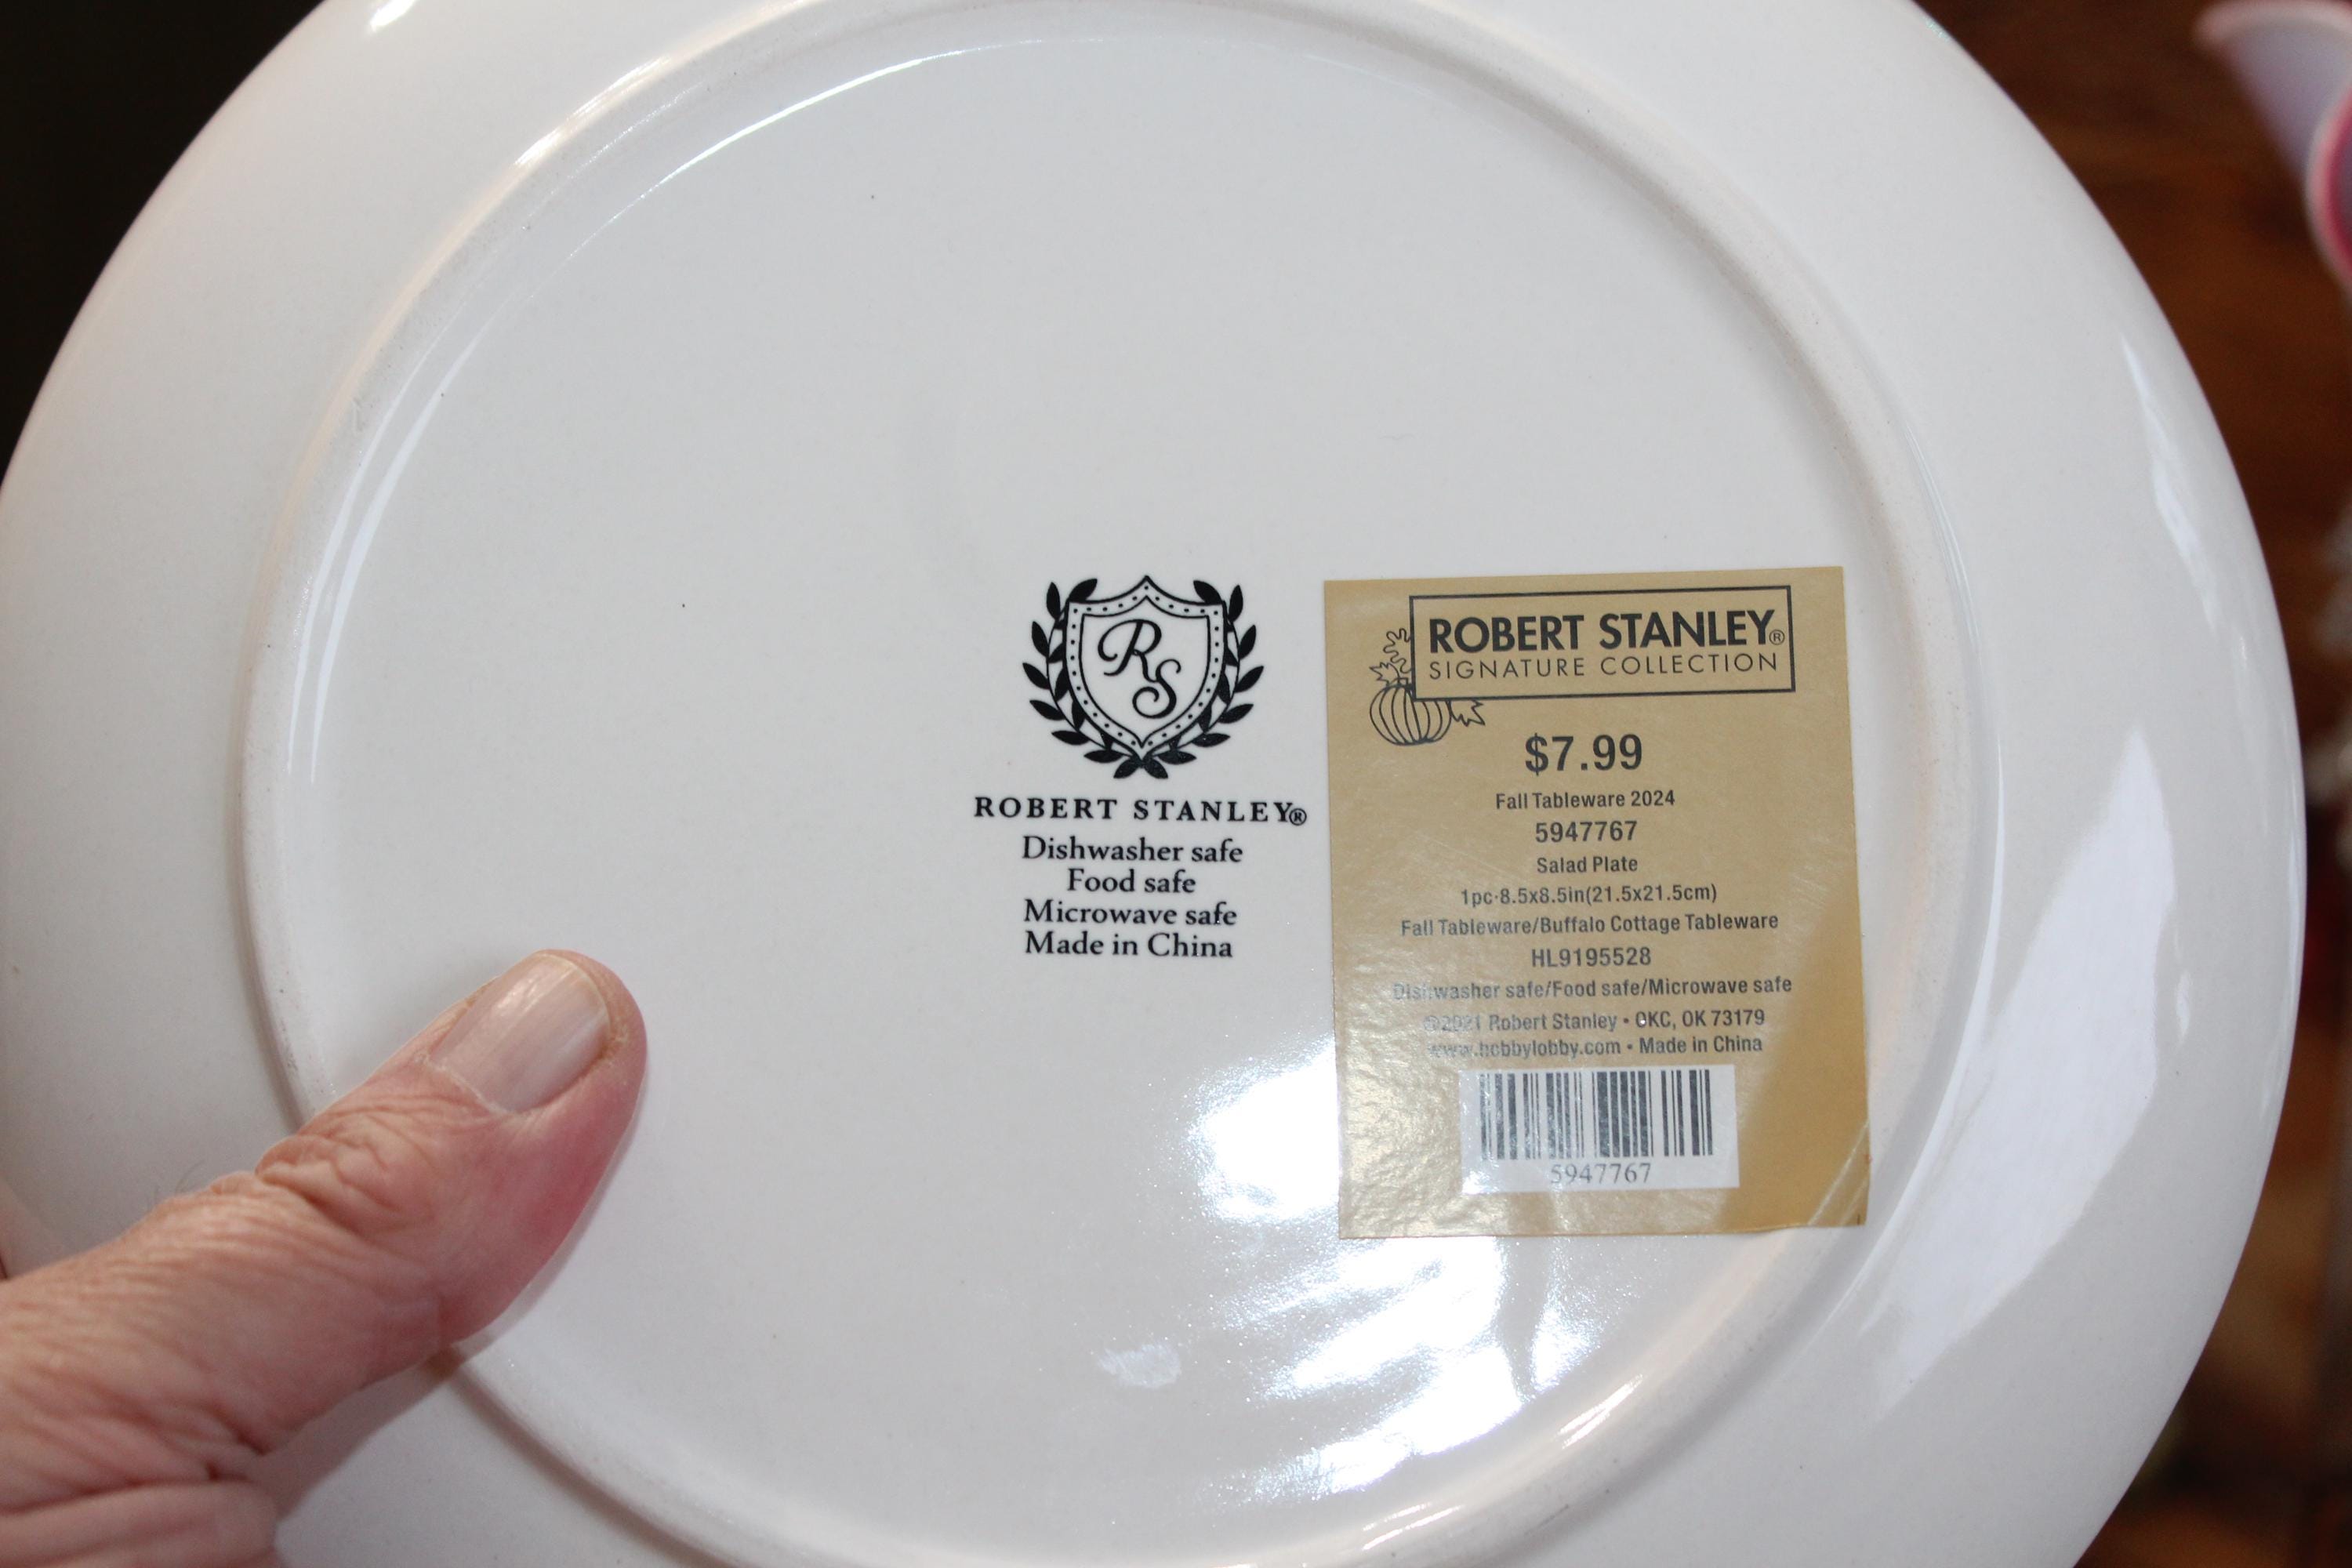 RS
ROBERT STANLEY®
Dishwasher safe
Food safe
Microwave safe
Made in China
ROBERT STANLEY®
SIGNATURE COLLECTION
$7.99
Fall Tableware 2024
5947767
Salad Plate
1pc-8.5x8.5in(21.5x21.5cm)
Fall Tableware/Buffalo Cottage Tableware
HL9195528
Dishwasher safe/Food safe/Microwave safe
©2021 Robert Stanley • OKC, OK 73179
www.hobbylobby.com • Made in China
5947767